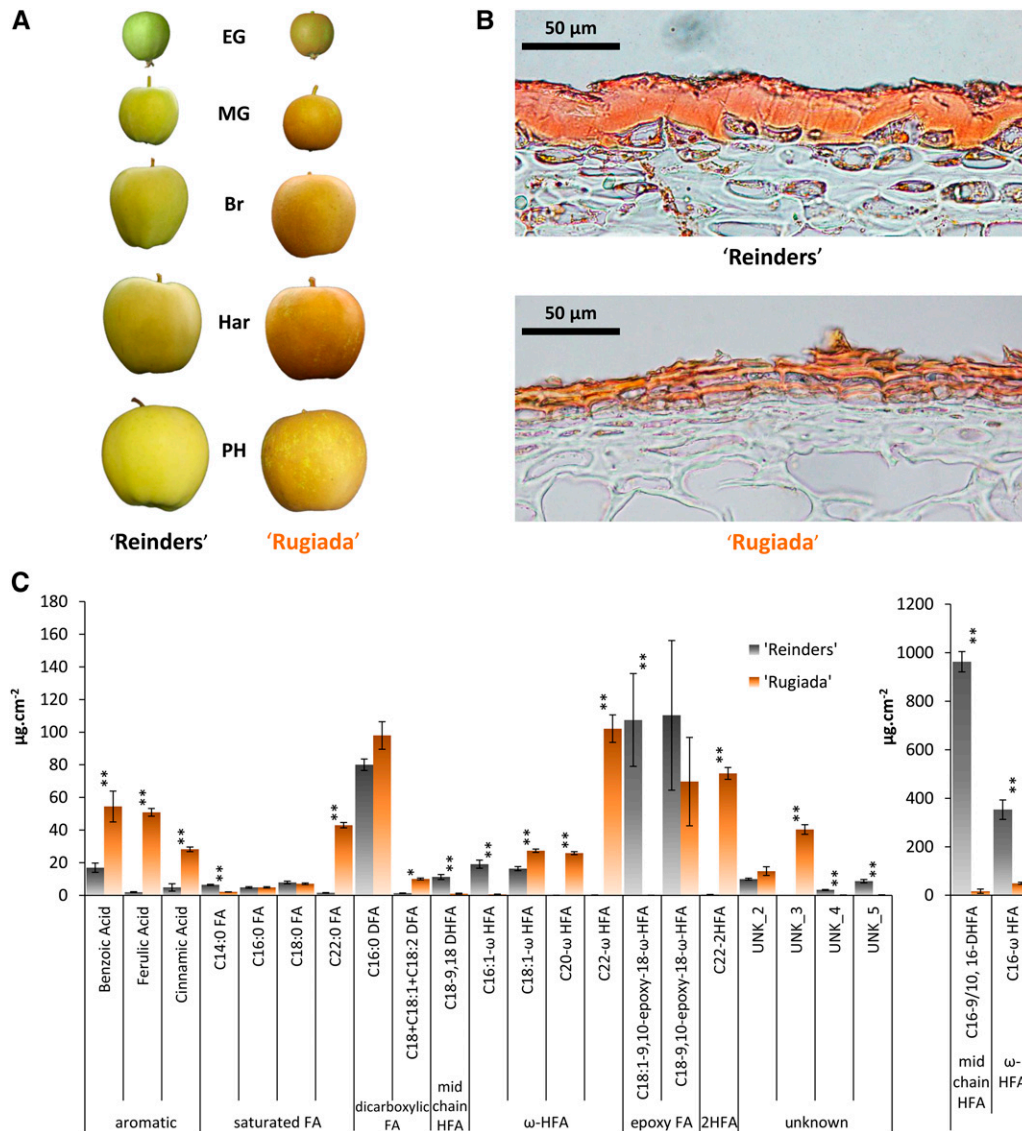 A
EG
MG
Br
Har
PH
'Reinders'
'Rugiada'
B
50 µm
'Reinders'
50 µm
'Rugiada'
C
µg.cm⁻²
180
160
140
120
100
80
60
40
20
0
'Reinders'
'Rugiada'
**
**
**
**
**
*
**
**
**
**
**
**
**
**
**
**
Benzoic Acid
Ferulic Acid
Cinnamic Acid
C14:0 FA
C16:0 FA
C18:0 FA
C22:0 FA
C16:0 DFA
C18+C18:1+C18:2 DFA
C18-9,18 DHFA
C16:1-ω HFA
C18:1-ω HFA
C20-ω HFA
C22-ω HFA
C18:1-9,10-epoxy-18-ω-HFA
C18-9,10-epoxy-18-ω-HFA
C22-2HFA
UNK_2
UNK_3
UNK_4
UNK_5
aromatic
saturated FA
dicarboxylic
FA
mid
chain
HFA
ω-HFA
epoxy FA
2HFA
unknown
µg.cm⁻²
1200
1000
800
600
400
200
0
**
**
C16-9/10, 16-DHFA
C16-ω HFA
mid
chain
HFA
ω-
HFA